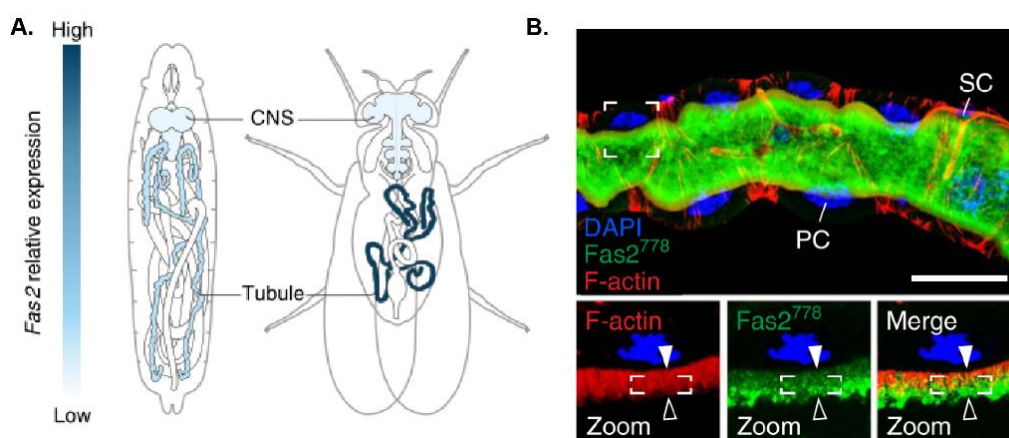 A.
High
Fas2 relative expression
Low
CNS
Tubule
B.
SC
PC
DAPI
Fas2778
F-actin
F-actin
Zoom
Fas2778
Zoom
Merge
Zoom